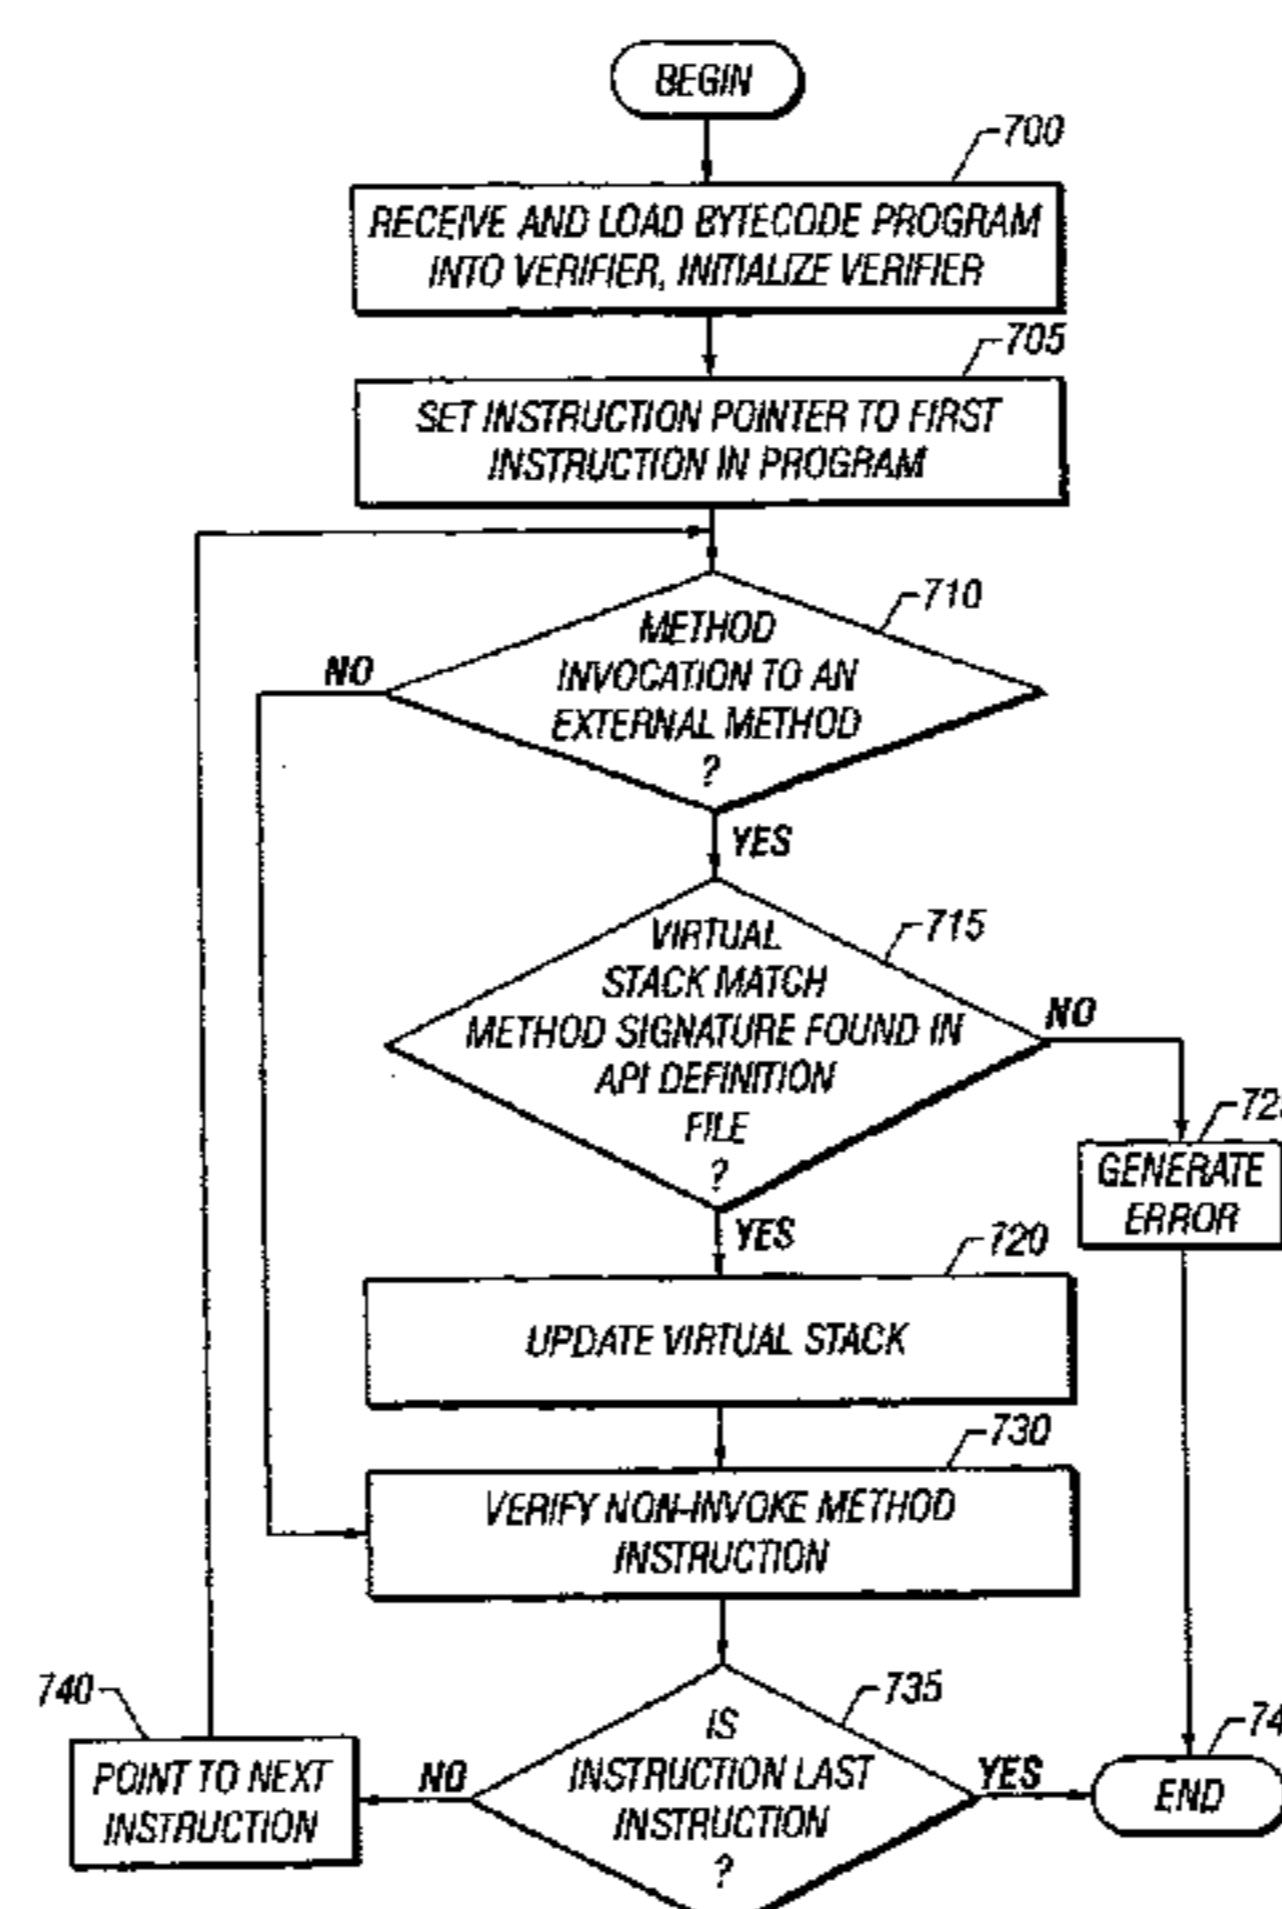 BEGIN
700
RECEIVE AND LOAD BYTECODE PROGRAM
INTO VERIFIER, INITIALIZE VERIFIER
705
SET INSTRUCTION POINTER TO FIRST
INSTRUCTION IN PROGRAM
710
METHOD
INVOCATION TO AN
EXTERNAL METHOD
?
NO
YES
715
VIRTUAL
STACK MATCH
METHOD SIGNATURE FOUND IN
API DEFINITION
FILE
?
NO
YES
GENERATE
ERROR
720
UPDATE VIRTUAL STACK
730
VERIFY NON-INVOKE METHOD
INSTRUCTION
735
IS
INSTRUCTION LAST
INSTRUCTION
?
NO
YES
740
POINT TO NEXT
INSTRUCTION
END